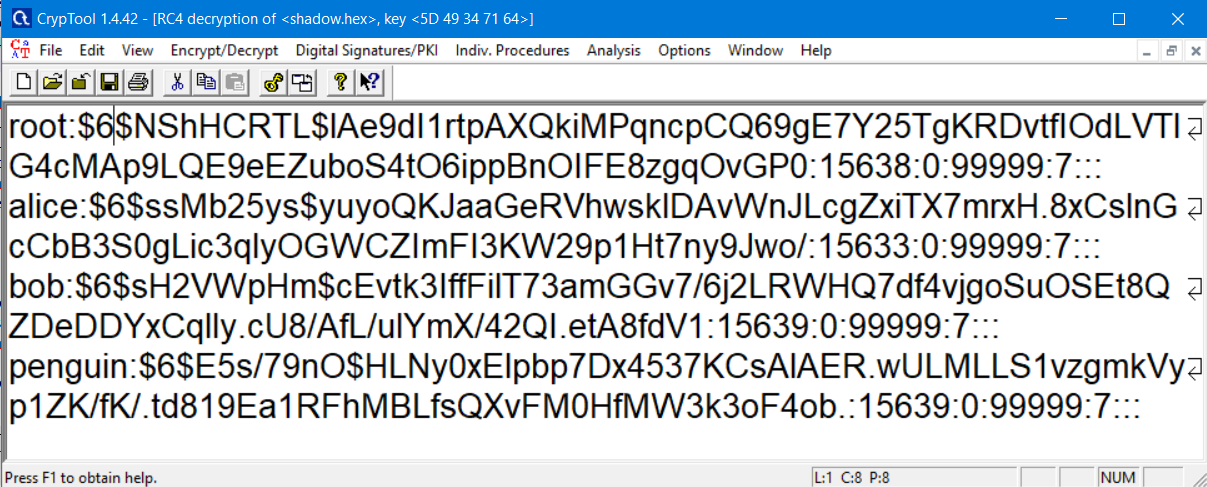 CrypTool 1.4.42 - [RC4 decryption of <shadow.hex>, key <5D 49 34 71 64>]
File Edit View Encrypt/Decrypt Digital Signatures/PKI Indiv. Procedures Analysis Options Window Help
root:$6$NShHCRTL$lAe9dI1rtpAXQkiMPqncpCQ69gE7Y25TgKRDvtfIOdLVTI
G4cMAp9LQE9eEZuboS4tO6ippBnOIFE8zgqOvGP0:15638:0:99999:7:::
alice:$6$ssMb25ys$yuyoQKJaaGeRVhwsklDAvWnJLcgZxiTX7mrxH.8xCslnG
cCbB3S0gLic3qlyOGWCZImFI3KW29p1Ht7ny9Jwo/:15633:0:99999:7:::
bob:$6$sH2VWpHm$cEvtk3IffFilT73amGGv7/6j2LRWHQ7df4vjgoSuOSEt8Q
ZDeDDYxCqlly.cU8/AfL/ulYmX/42QI.etA8fdV1:15639:0:99999:7:::
penguin:$6$E5s/79nO$HLNy0xElpbp7Dx4537KCsAlAER.wULMLLS1vzgmkVy
p1ZK/fK/.td819Ea1RFhMBLfsQXvFM0HfMW3k3oF4ob.:15639:0:99999:7:::
Press F1 to obtain help. L:1 C:8 P:8 NUM